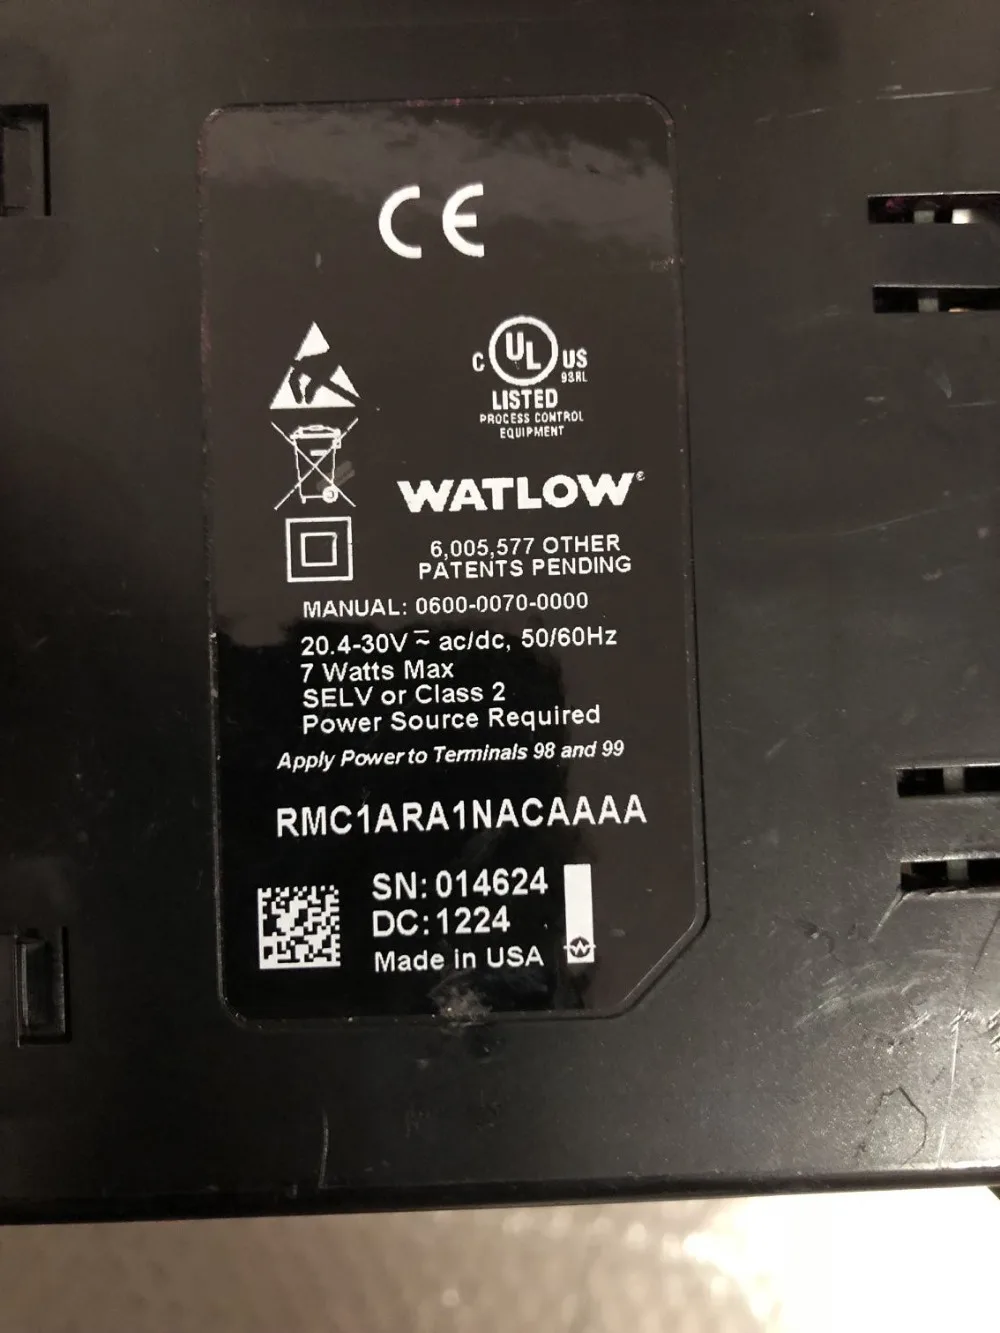 CE
C UL US
93RL
LISTED
PROCESS CONTROL
EQUIPMENT
WATLOW®
6,005,577 OTHER
PATENTS PENDING
MANUAL: 0600-0070-0000
20.4-30V ⎓ ~ ac/dc, 50/60Hz
7 Watts Max
SELV or Class 2
Power Source Required
Apply Power to Terminals 98 and 99
RMC1ARA1NACAAAA
SN: 014624
DC: 1224
Made in USA